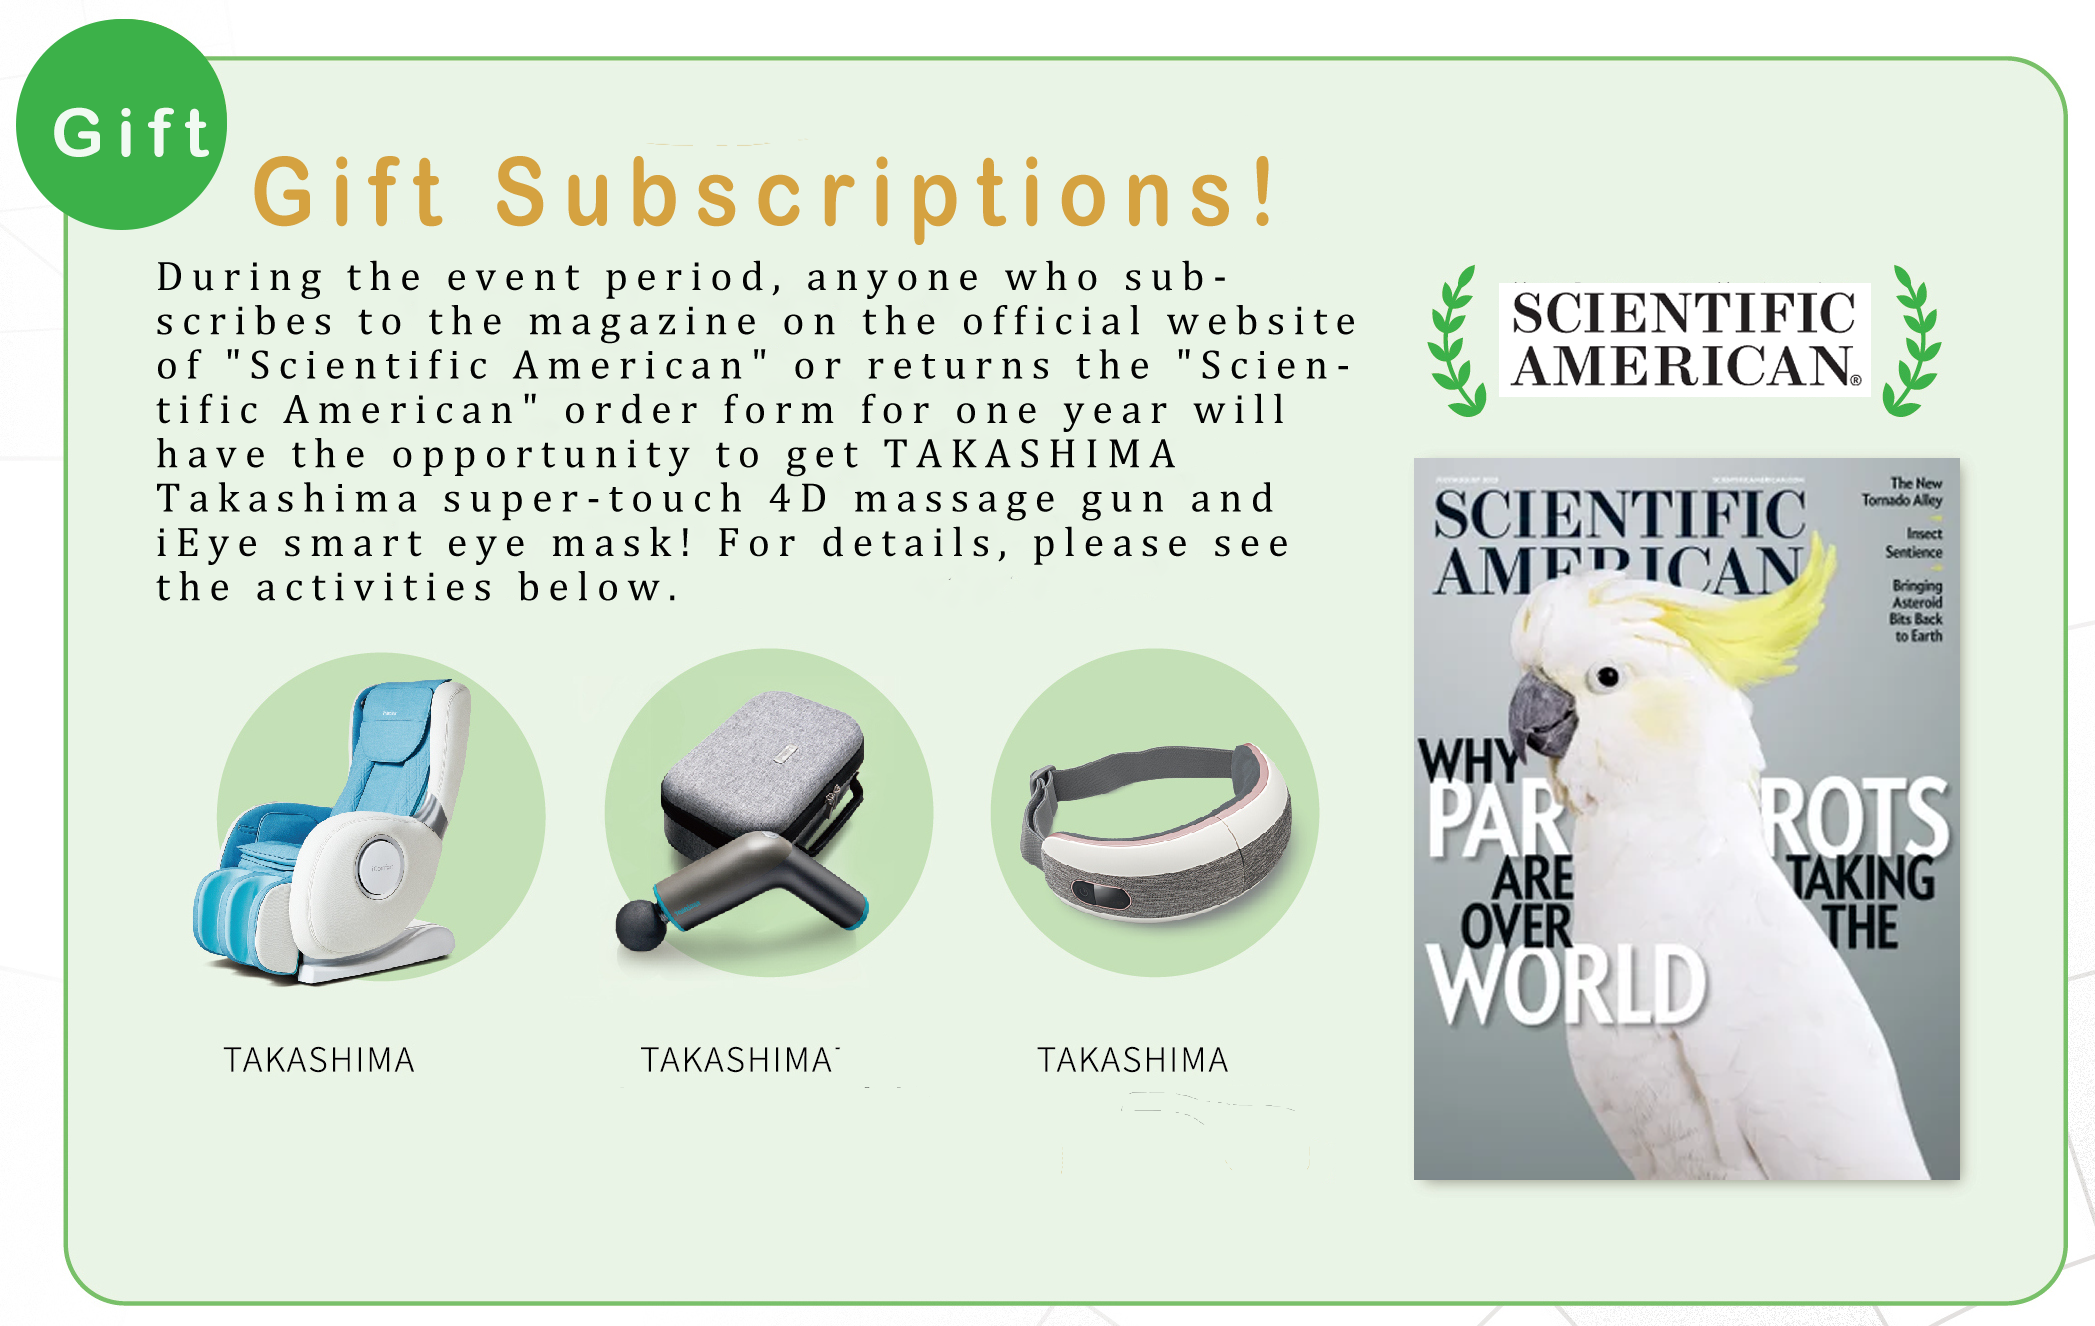 Gift
Gift Subscriptions!
During the event period, anyone who sub-
scribes to the magazine on the official website
of "Scientific American" or returns the "Scien-
tific American" order form for one year will
have the opportunity to get TAKASHIMA
Takashima super-touch 4D massage gun and
iEye smart eye mask! For details, please see
the activities below.
TAKASHIMA
TAKASHIMA
TAKASHIMA
SCIENTIFIC
AMERICAN®
SCIENTIFIC
AMERICAN
The New
Tornado Alley
Insect
Sentience
Bringing
Asteroid
Bits Back
to Earth
WHY
PARROTS
ARE TAKING
OVER THE
WORLD